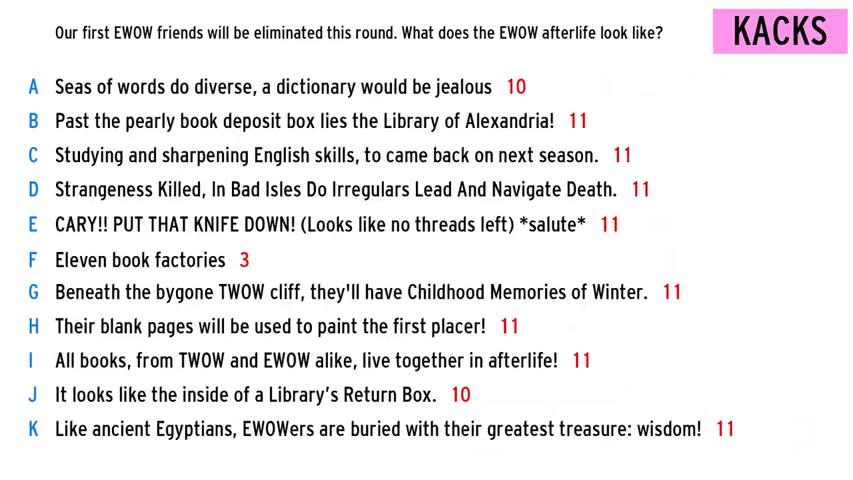 Our first EWOW friends will be eliminated this round. What does the EWOW afterlife look like?
KACKS
A Seas of words do diverse, a dictionary would be jealous 10
B Past the pearly book deposit box lies the Library of Alexandria! 11
C Studying and sharpening English skills, to came back on next season. 11
D Strangeness Killed, In Bad Isles Do Irregulars Lead And Navigate Death. 11
E CARY!! PUT THAT KNIFE DOWN! (Looks like no threads left) *salute* 11
F Eleven book factories 3
G Beneath the bygone TWOW cliff, they'll have Childhood Memories of Winter. 11
H Their blank pages will be used to paint the first placer! 11
I All books, from TWOW and EWOW alike, live together in afterlife! 11
J It looks like the inside of a Library’s Return Box. 10
K Like ancient Egyptians, EWOWers are buried with their greatest treasure: wisdom! 11